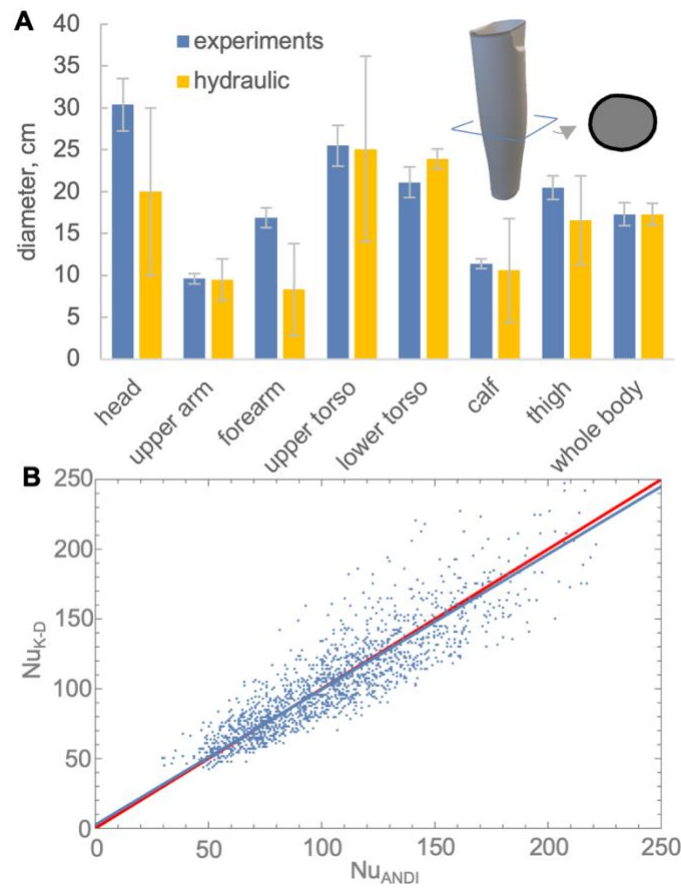 A
experiments
hydraulic
diameter, cm
40
35
30
25
20
15
10
5
0
head
upper arm
forearm
upper torso
lower torso
calf
thigh
whole body
B
Nu_K-D
250
200
150
100
50
0
0 50 100 150 200 250
Nu_ANDI